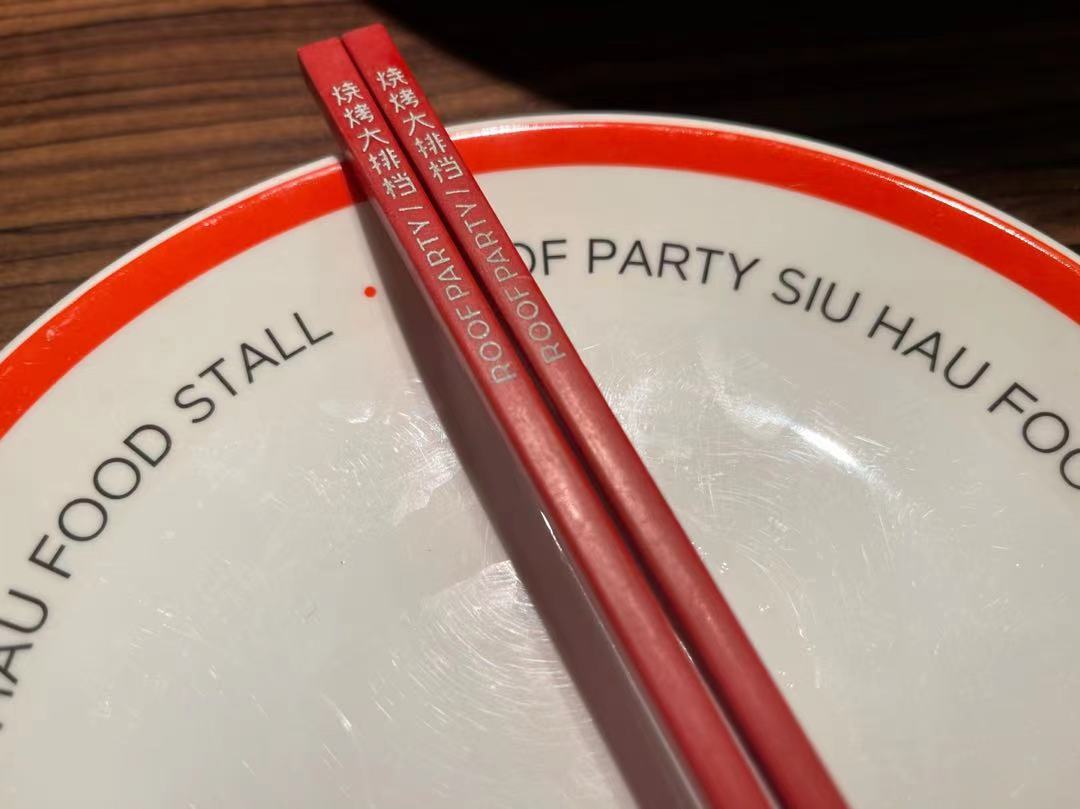 烧烤大排档/ROOF PARTY
烧烤大排档/ROOF PARTY
HAU FOOD STALL
OF PARTY SIU HAU FOO